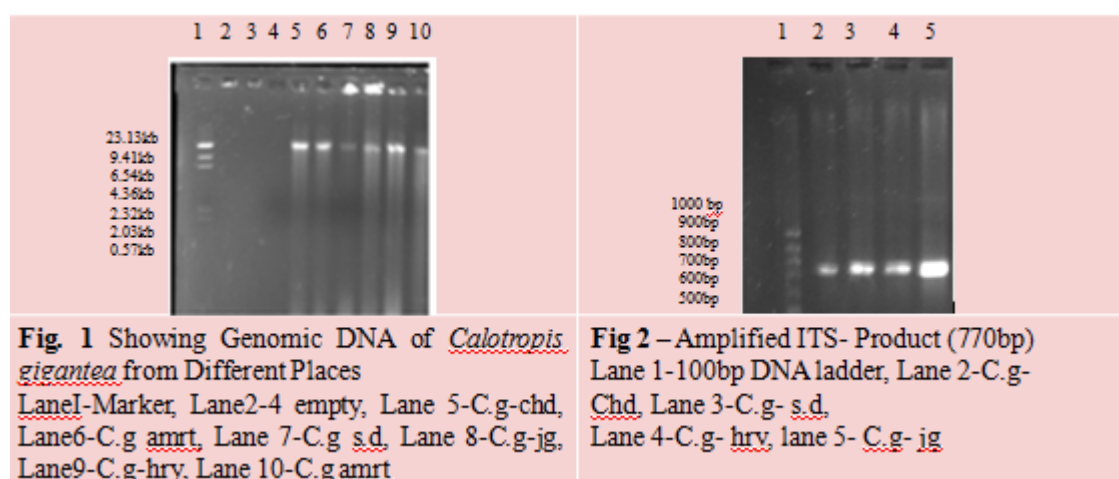 1 2 3 4 5 6 7 8 9 10
23.13kb
9.41kb
6.54kb
4.36kb
2.32kb
2.03kb
0.57kb
Fig. 1 Showing Genomic DNA of Calotropis
gigantea from Different Places
LaneI-Marker, Lane2-4 empty, Lane 5-C.g-chd,
Lane6-C.g amrt, Lane 7-C.g s.d, Lane 8-C.g-jg,
Lane9-C.g-hrv, Lane 10-C.g amrt
1 2 3 4 5
1000 bp
900bp
800bp
700bp
600bp
500bp
Fig 2 – Amplified ITS- Product (770bp)
Lane 1-100bp DNA ladder, Lane 2-C.g-
Chd, Lane 3-C.g- s.d,
Lane 4-C.g- hrv, lane 5- C.g- jg